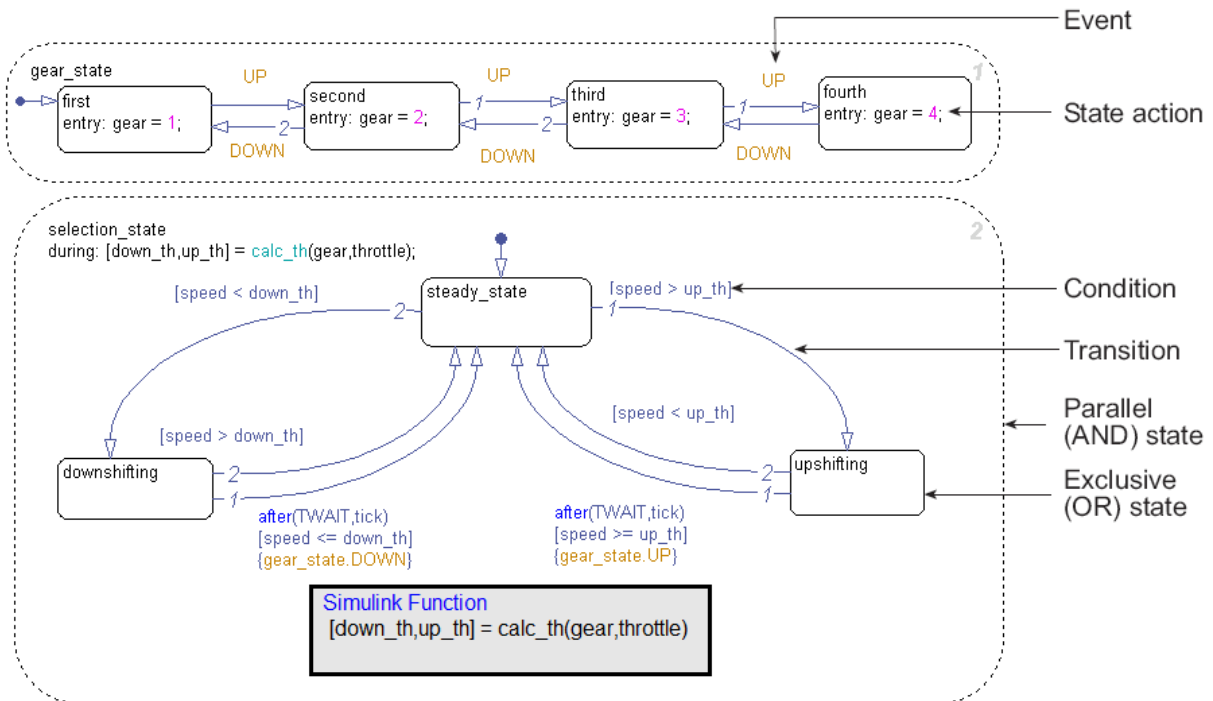 Event
gear_state
1
UP
UP
UP
first
entry: gear = 1;
second
entry: gear = 2;
third
entry: gear = 3;
fourth
entry: gear = 4;
State action
1
1
2
2
DOWN
DOWN
DOWN
selection_state
during: [down_th,up_th] = calc_th(gear,throttle);
2
[speed < down_th]
steady_state
[speed > up_th]
Condition
2
1
Transition
[speed > down_th]
[speed < up_th]
Parallel
(AND) state
downshifting
2
1
2
1
upshifting
Exclusive
(OR) state
after(TWAIT,tick)
[speed <= down_th]
{gear_state.DOWN}
after(TWAIT,tick)
[speed >= up_th]
{gear_state.UP}
Simulink Function
[down_th,up_th] = calc_th(gear,throttle)